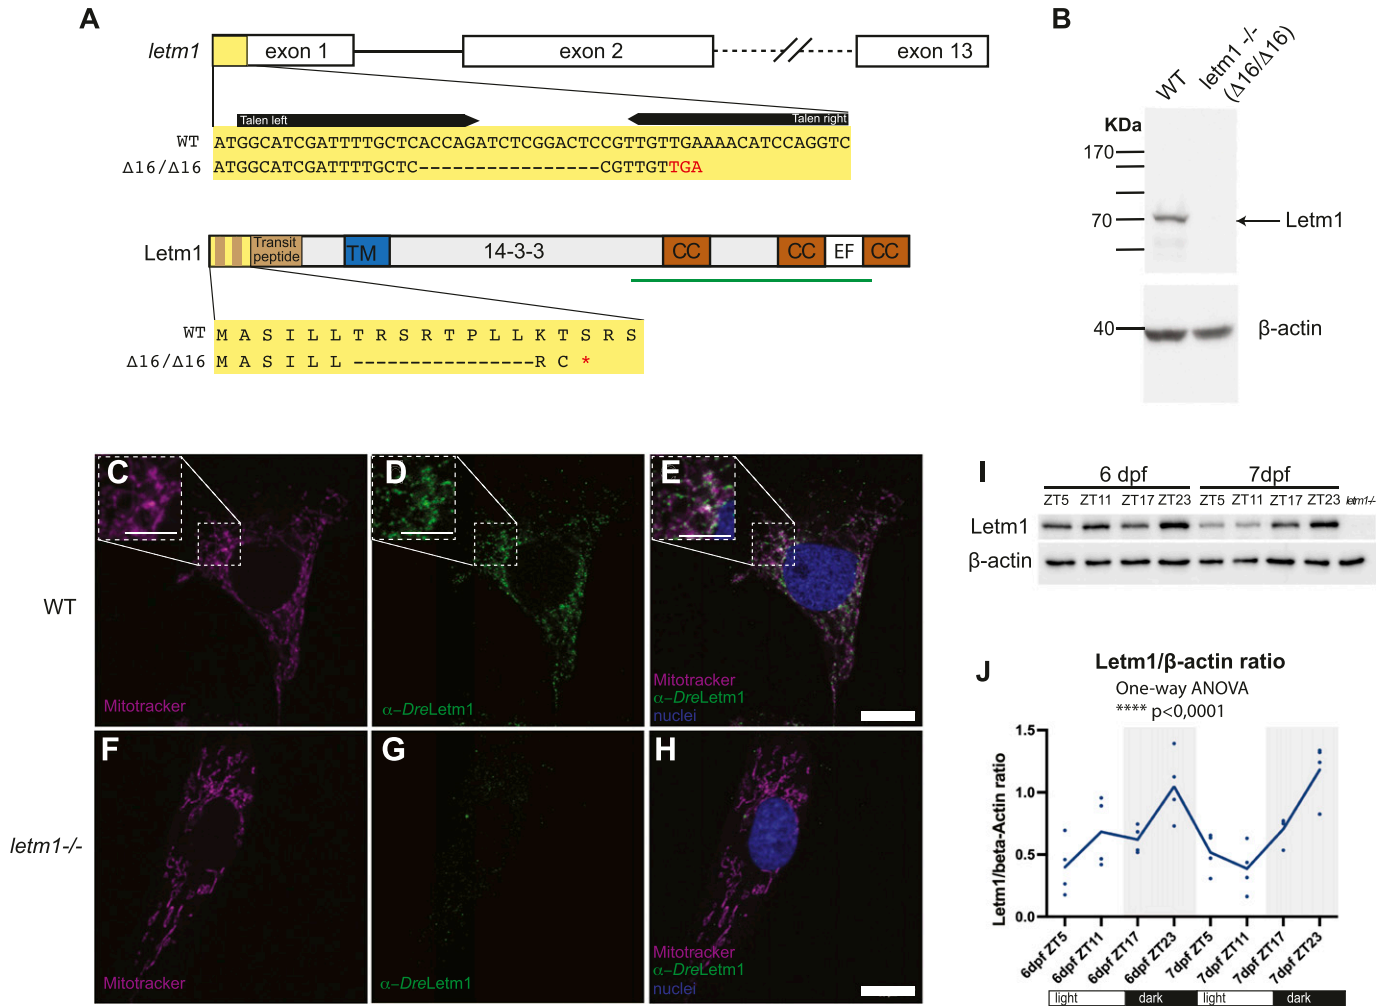 A
letm1
exon 1
exon 2
exon 13
Talen left
Talen right
WT
ATGGCATCGATTTTGCTCACCAGATCTCGGACTCCGTTGTTGAAAACATCCAGGTC
Δ16/Δ16
ATGGCATCGATTTTGCTC----------------CGTTGTTGA
Letm1
Transit
peptide
TM
14-3-3
CC
CC
EF
CC
WT
M A S I L L T R S R T P L L K T S R S
Δ16/Δ16
M A S I L L ---------------R C *
B
WT
letm1 -/-
(Δ16/Δ16)
KDa
170
70
Letm1
40
β-actin
C
D
E
WT
Mitotracker
α-DreLetm1
Mitotracker
α-DreLetm1
nuclei
F
G
H
letm1-/-
Mitotracker
α-DreLetm1
Mitotracker
α-DreLetm1
nuclei
I
6 dpf
7dpf
ZT5 ZT11 ZT17 ZT23 ZT5 ZT11 ZT17 ZT23 letm1-/-
Letm1
β-actin
J
Letm1/β-actin ratio
One-way ANOVA
**** p<0,0001
Letm1/beta-Actin ratio
1.5
1.0
0.5
0.0
6dpf ZT5
6dpf ZT11
6dpf ZT17
6dpf ZT23
7dpf ZT5
7dpf ZT11
7dpf ZT17
7dpf ZT23
light
dark
light
dark